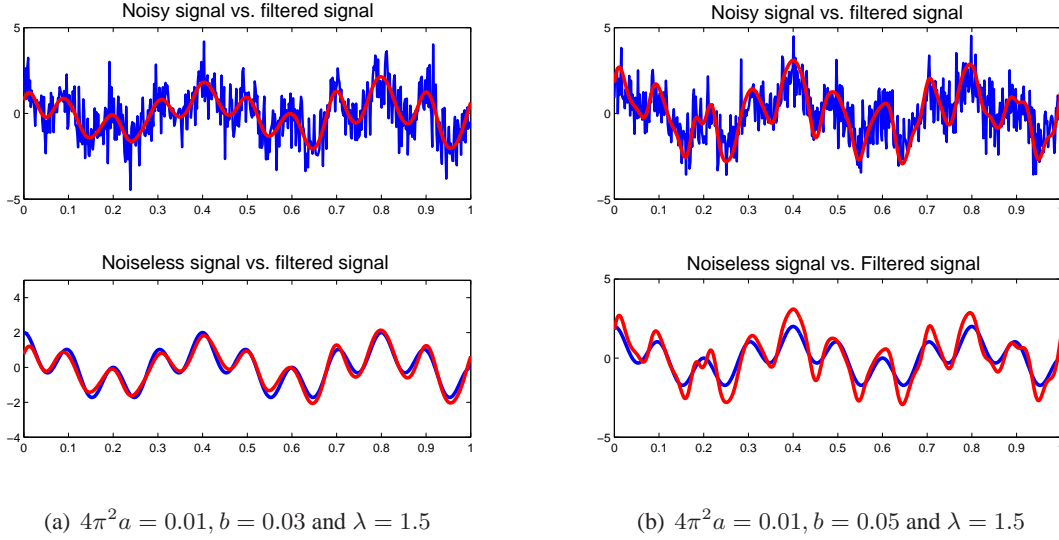 Noisy signal vs. filtered signal
5
0
−5
0 0.1 0.2 0.3 0.4 0.5 0.6 0.7 0.8 0.9 1
Noiseless signal vs. filtered signal
4
2
0
−2
−4
0 0.1 0.2 0.3 0.4 0.5 0.6 0.7 0.8 0.9 1
(a) 4π²a = 0.01, b = 0.03 and λ = 1.5
Noisy signal vs. filtered signal
5
0
−5
0 0.1 0.2 0.3 0.4 0.5 0.6 0.7 0.8 0.9
Noiseless signal vs. Filtered signal
5
0
−5
0 0.1 0.2 0.3 0.4 0.5 0.6 0.7 0.8 0.9
(b) 4π²a = 0.01, b = 0.05 and λ = 1.5